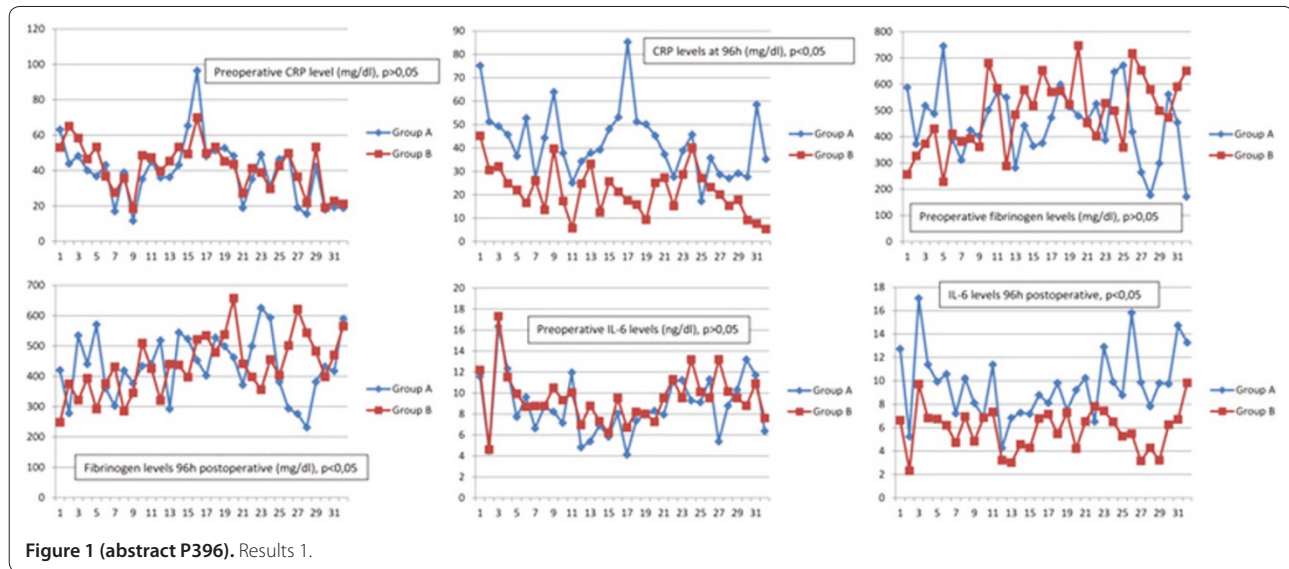 Preoperative CRP level (mg/dl), p>0,05
120
100
80
60
40
20
0
1 3 5 7 9 11 13 15 17 19 21 23 25 27 29 31
Group A
Group B
CRP levels at 96h (mg/dl), p<0,05
90
80
70
60
50
40
30
20
10
0
1 3 5 7 9 11 13 15 17 19 21 23 25 27 29 31
Group A
Group B
800
700
600
500
400
300
200
100
0
Preoperative fibrinogen levels (mg/dl), p>0,05
1 3 5 7 9 11 13 15 17 19 21 23 25 27 29 31
Group A
Group B
700
600
500
400
300
200
100
0
Fibrinogen levels 96h postoperative (mg/dl), p<0,05
1 3 5 7 9 11 13 15 17 19 21 23 25 27 29 31
Group A
Group B
20
18
16
14
12
10
8
6
4
2
0
Preoperative IL-6 levels (ng/dl), p>0,05
1 3 5 7 9 11 13 15 17 19 21 23 25 27 29 31
Group A
Group B
18
16
14
12
10
8
6
4
2
0
IL-6 levels 96h postoperative, p<0,05
1 3 5 7 9 11 13 15 17 19 21 23 25 27 29 31
Group A
Group B
Figure 1 (abstract P396). Results 1.